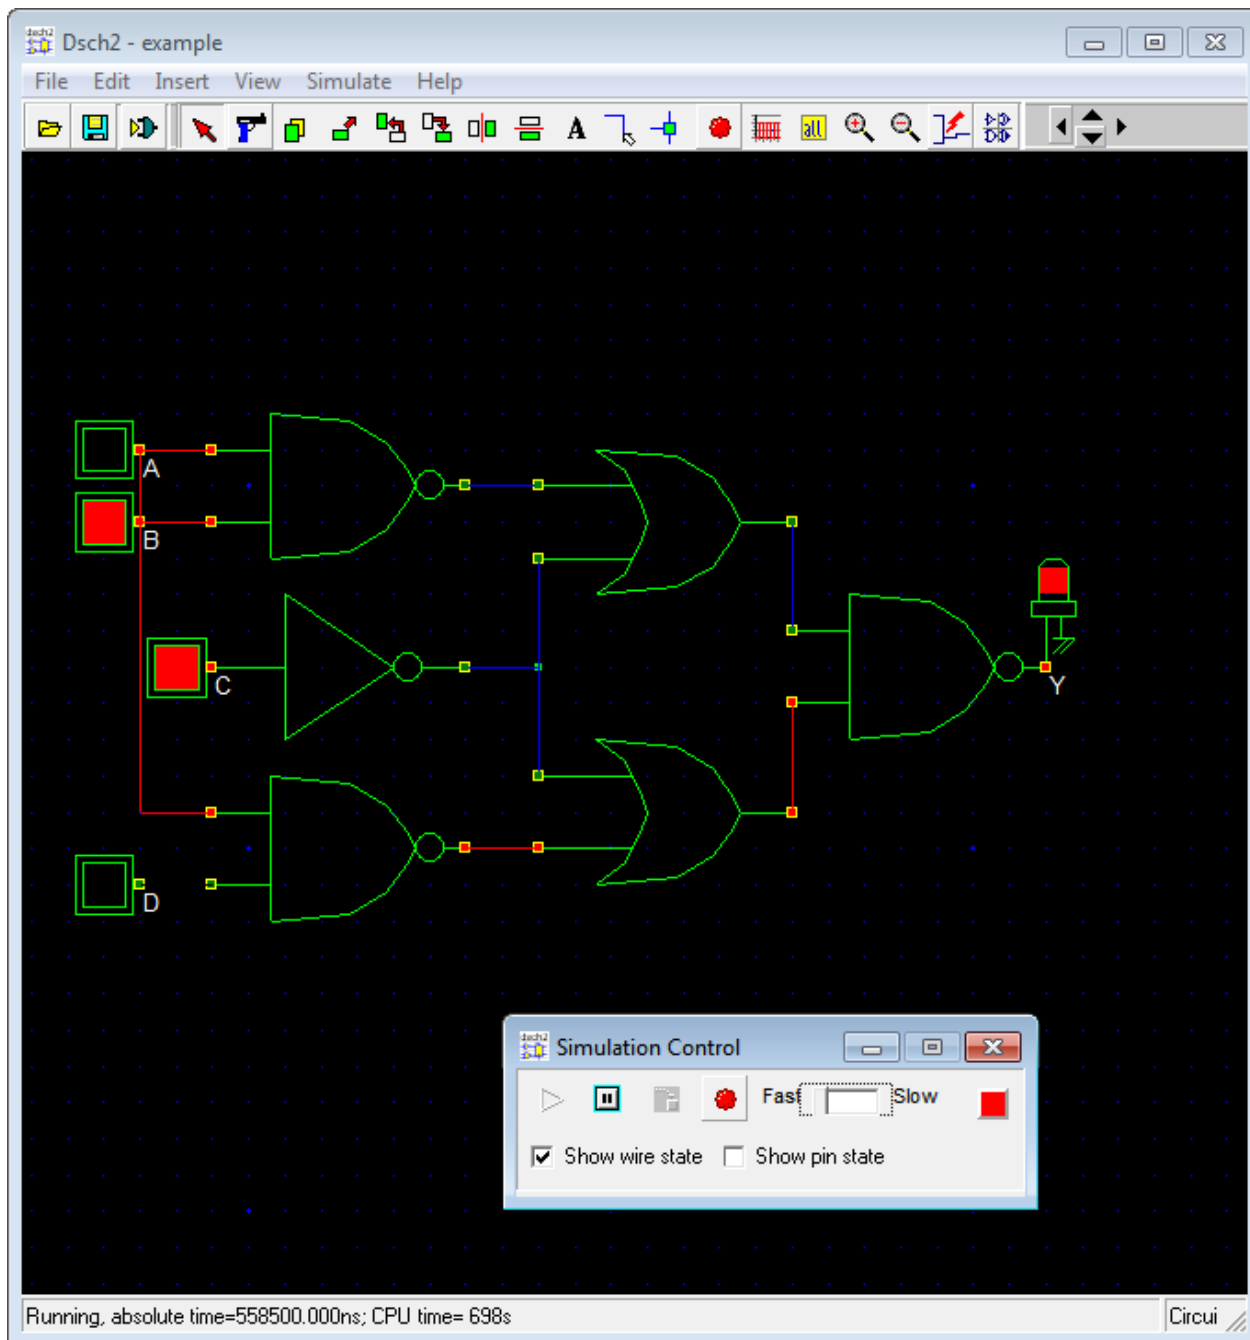 Dsch2 - example
File Edit Insert View Simulate Help
A
A
B
C
Y
D
Simulation Control
Fast Slow
Show wire state Show pin state
Running, absolute time=558500.000ns; CPU time= 698s Circui